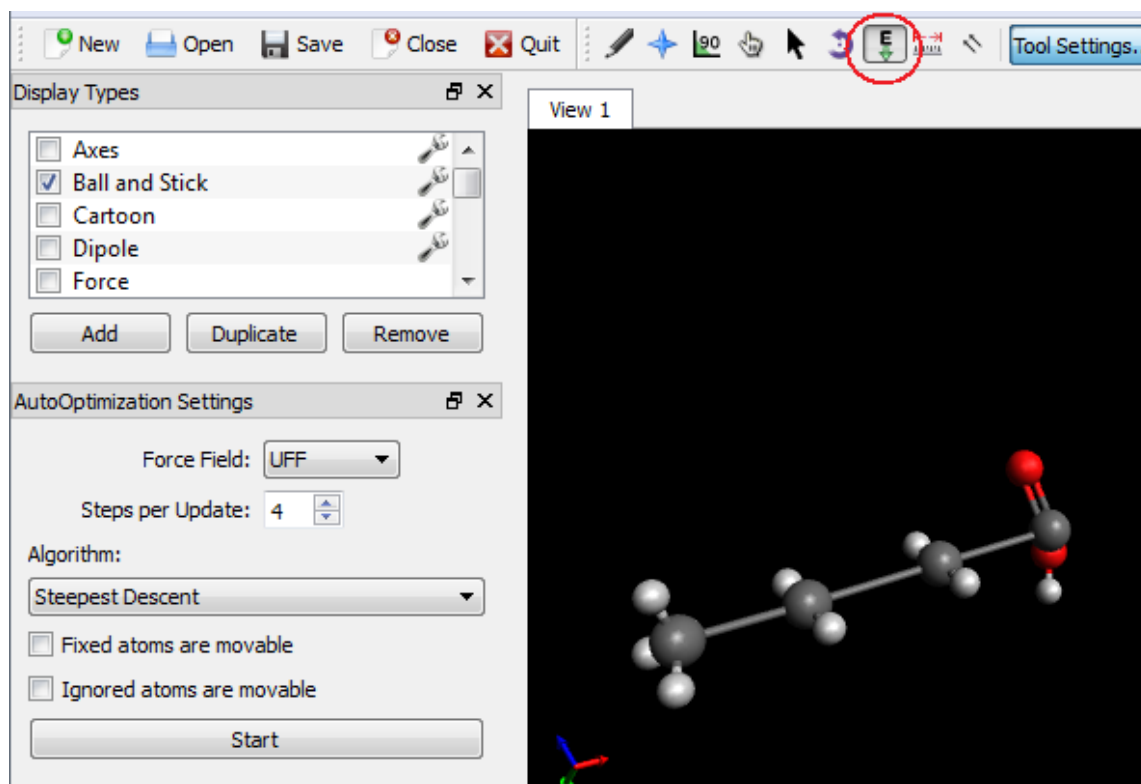 New Open Save Close Quit 90 E Tool Settings..
Display Types
View 1
Axes
Ball and Stick
Cartoon
Dipole
Force
Add Duplicate Remove
AutoOptimization Settings
Force Field: UFF
Steps per Update: 4
Algorithm:
Steepest Descent
Fixed atoms are movable
Ignored atoms are movable
Start